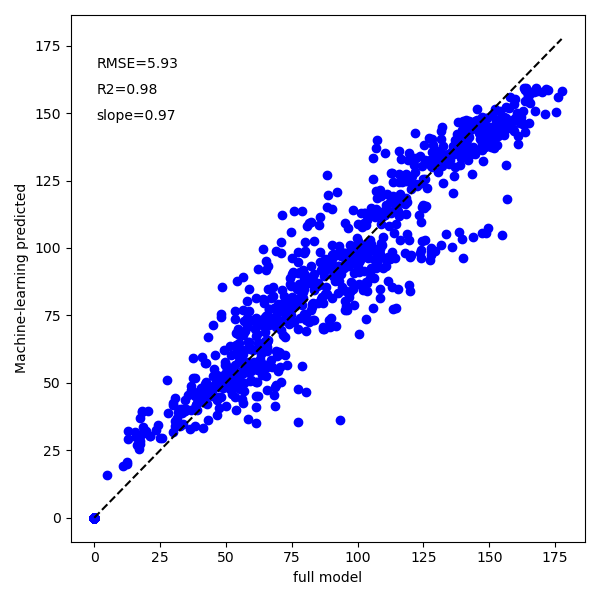 RMSE=5.93
R2=0.98
slope=0.97
Machine-learning predicted
175
150
125
100
75
50
25
0
0 25 50 75 100 125 150 175
full model